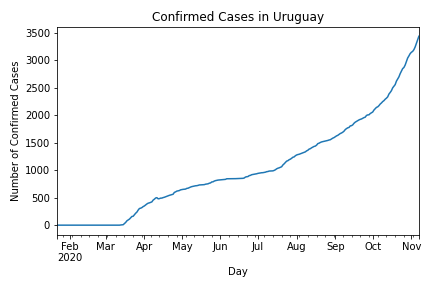 Confirmed Cases in Uruguay
Number of Confirmed Cases
3500
3000
2500
2000
1500
1000
500
0
Feb Mar Apr May Jun Jul Aug Sep Oct Nov
2020
Day